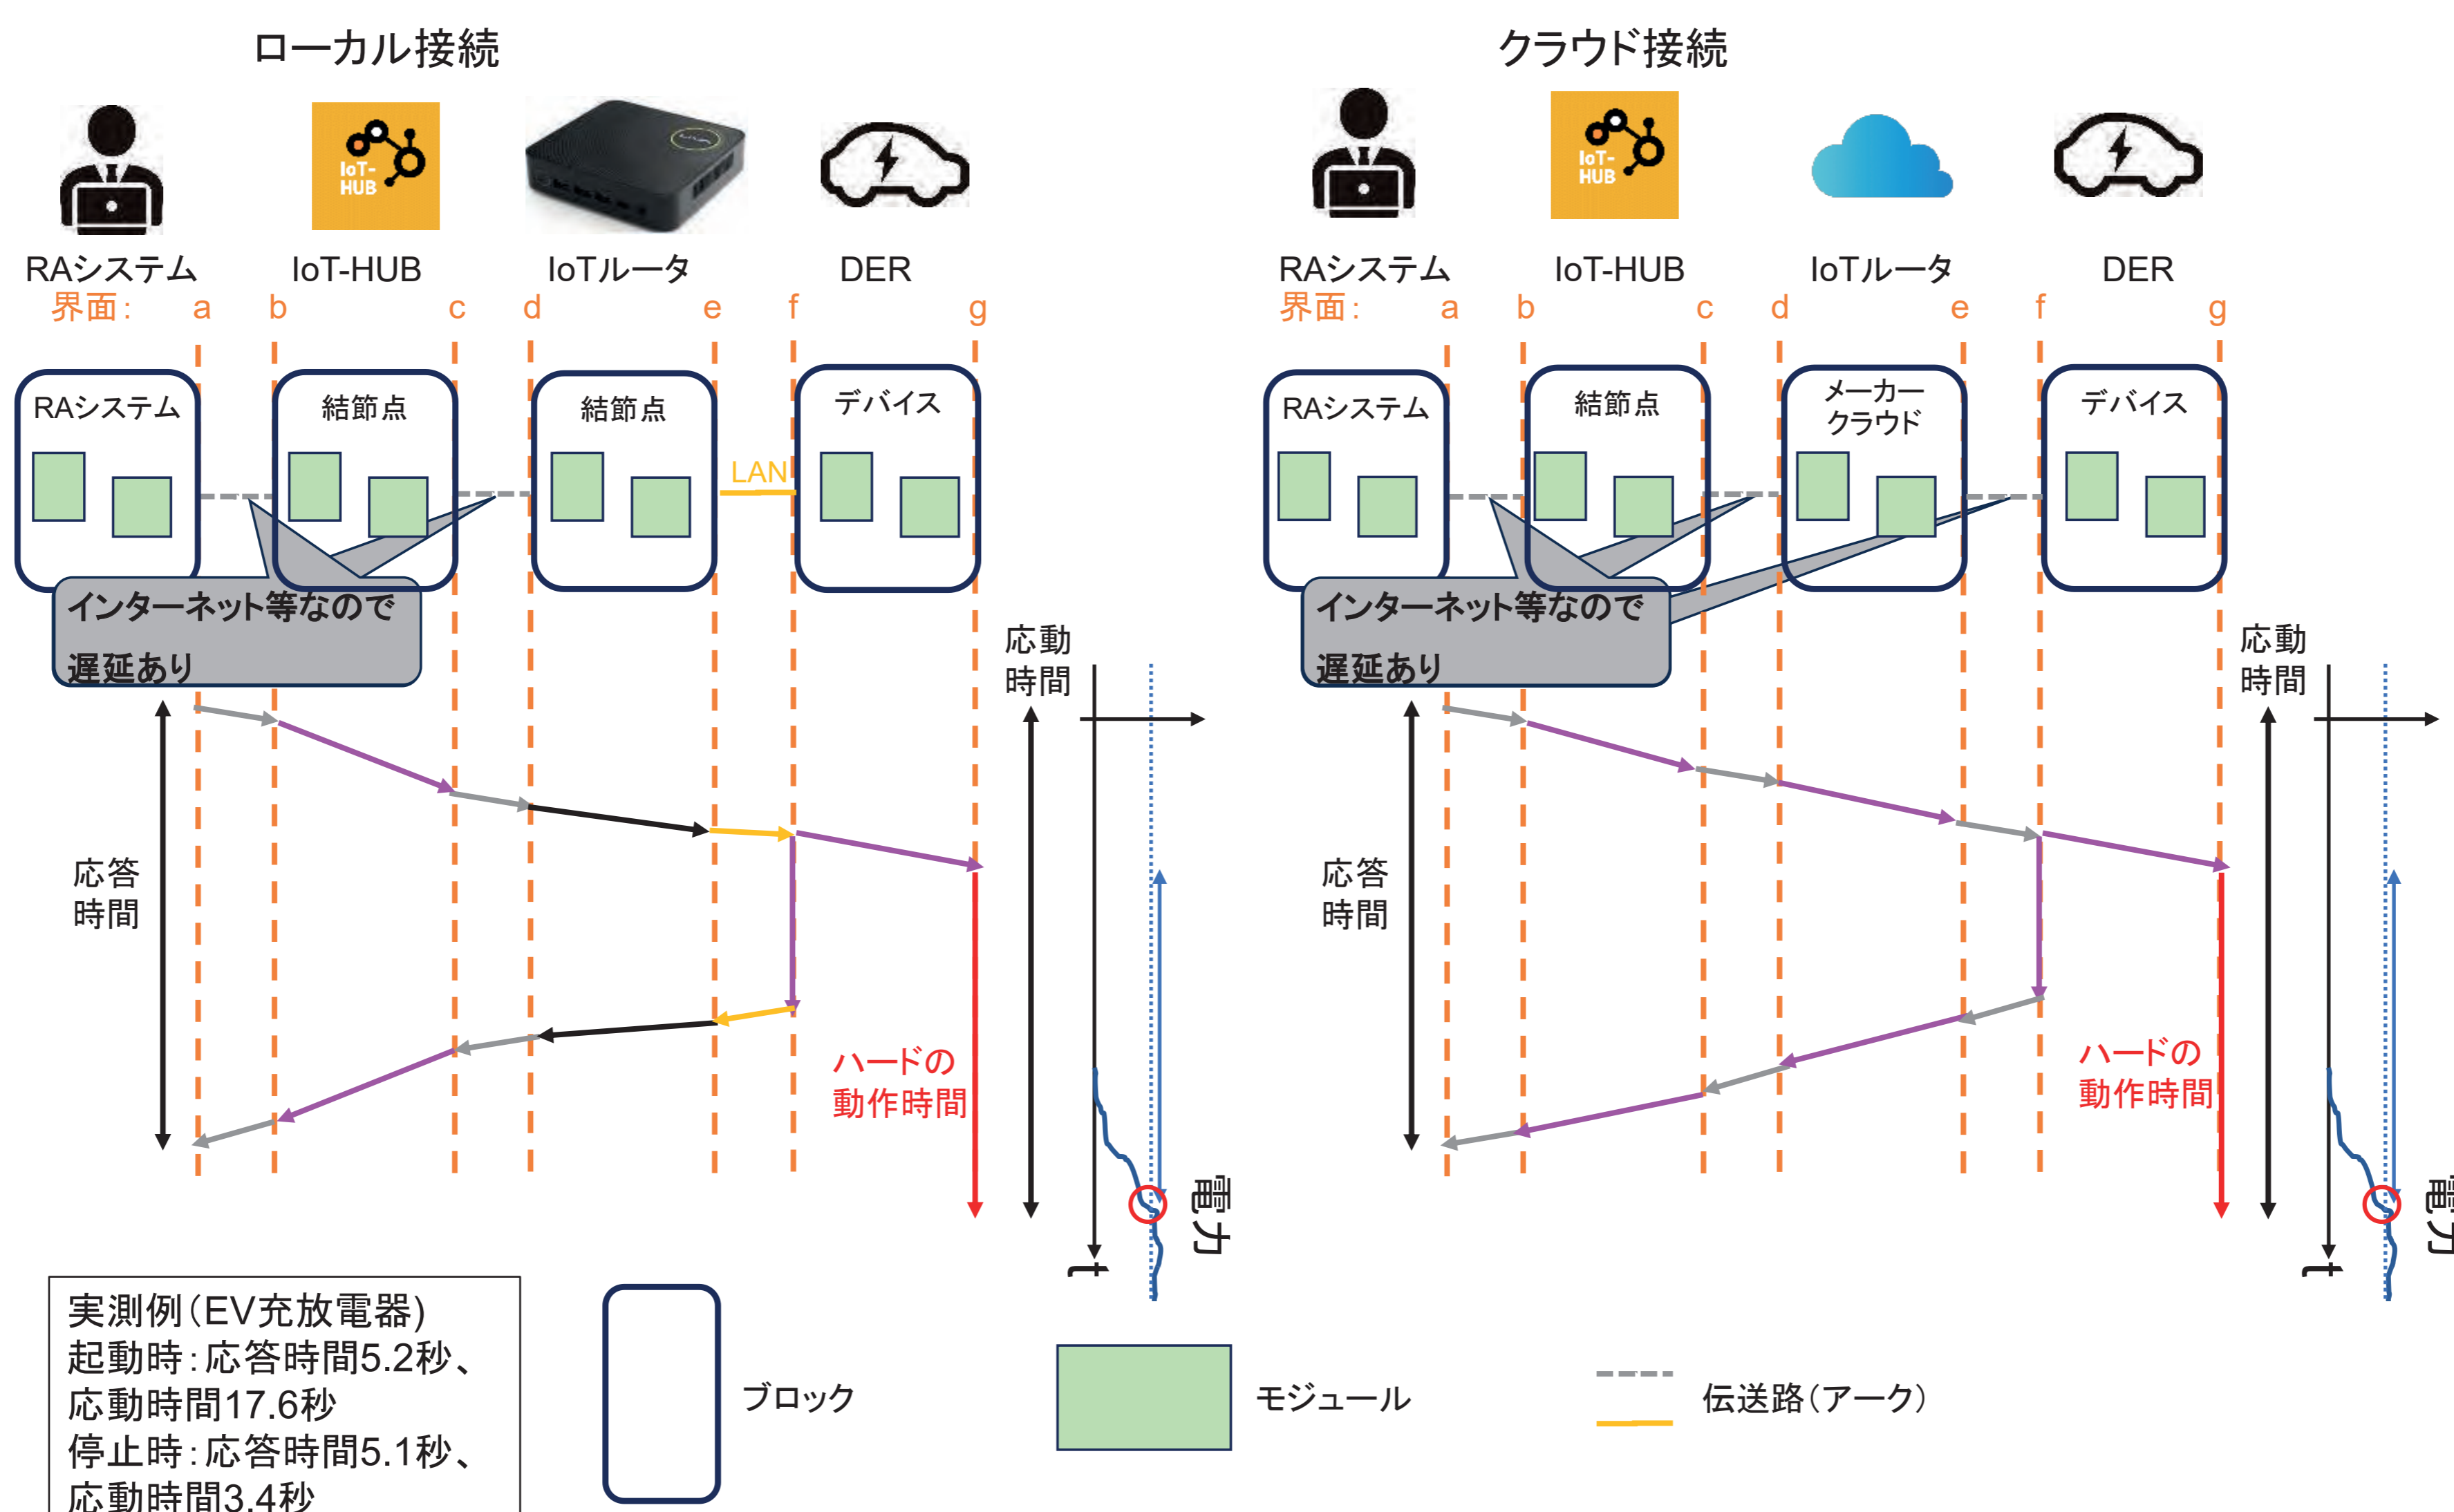 ローカル接続
IoT-
HUB
RAシステム
IoT-HUB
IoTルータ
DER
界面:
a
b
c
d
e
f
g
RAシステム
結節点
結節点
デバイス
LAN
インターネット等なので
遅延あり
応答
時間
応動
時間
ハードの
動作時間
電力
t
クラウド接続
IoT-
HUB
RAシステム
IoT-HUB
IoTルータ
DER
界面:
a
b
c
d
e
f
g
RAシステム
結節点
メーカー
クラウド
デバイス
インターネット等なので
遅延あり
応答
時間
応動
時間
ハードの
動作時間
電力
t
実測例(EV充放電器)
起動時:応答時間5.2秒、
応動時間17.6秒
停止時:応答時間5.1秒、
応動時間3.4秒
ブロック
モジュール
伝送路(アーク)